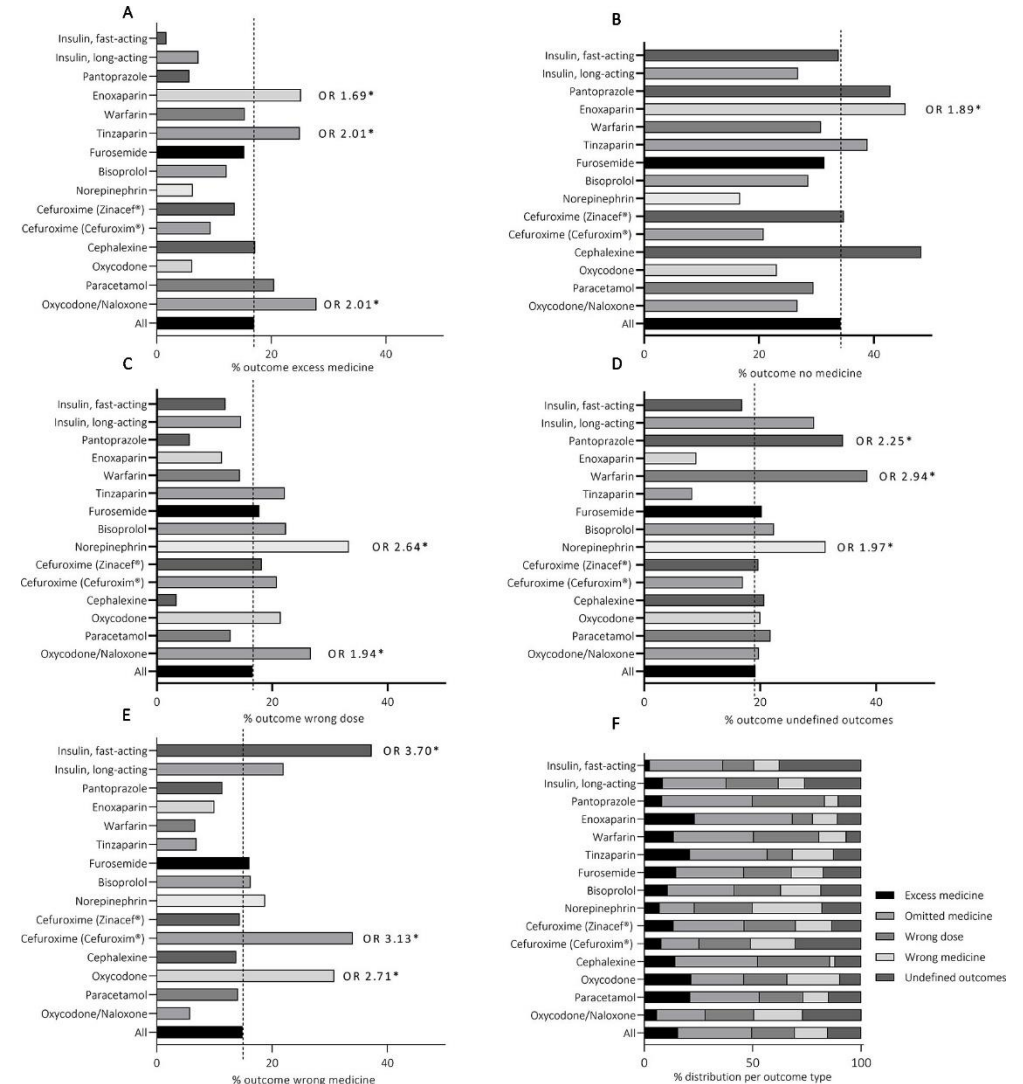 A
Insulin, fast-acting
Insulin, long-acting
Pantoprazole
Enoxaparin
OR 1.69*
Warfarin
Tinzaparin
OR 2.01*
Furosemide
Bisoprolol
Norepinephrin
Cefuroxime (Zinacef®)
Cefuroxime (Cefuroxim®)
Cephalexine
Oxycodone
Paracetamol
Oxycodone/Naloxone
OR 2.01*
All
0 20 40
% outcome excess medicine
B
Insulin, fast-acting
Insulin, long-acting
Pantoprazole
Enoxaparin
OR 1.89*
Warfarin
Tinzaparin
Furosemide
Bisoprolol
Norepinephrin
Cefuroxime (Zinacef®)
Cefuroxime (Cefuroxim®)
Cephalexine
Oxycodone
Paracetamol
Oxycodone/Naloxone
All
0 20 40
% outcome no medicine
C
Insulin, fast-acting
Insulin, long-acting
Pantoprazole
Enoxaparin
Warfarin
Tinzaparin
Furosemide
Bisoprolol
Norepinephrin
OR 2.64*
Cefuroxime (Zinacef®)
Cefuroxime (Cefuroxim®)
Cephalexine
Oxycodone
Paracetamol
Oxycodone/Naloxone
OR 1.94*
All
0 20 40
% outcome wrong dose
D
Insulin, fast-acting
Insulin, long-acting
Pantoprazole
OR 2.25*
Enoxaparin
Warfarin
OR 2.94*
Tinzaparin
Furosemide
Bisoprolol
Norepinephrin
OR 1.97*
Cefuroxime (Zinacef®)
Cefuroxime (Cefuroxim®)
Cephalexine
Oxycodone
Paracetamol
Oxycodone/Naloxone
All
0 20 40
% outcome undefined outcomes
E
Insulin, fast-acting
OR 3.70*
Insulin, long-acting
Pantoprazole
Enoxaparin
Warfarin
Tinzaparin
Furosemide
Bisoprolol
Norepinephrin
Cefuroxime (Zinacef®)
Cefuroxime (Cefuroxim®)
OR 3.13*
Cephalexine
Oxycodone
OR 2.71*
Paracetamol
Oxycodone/Naloxone
All
0 20 40
% outcome wrong medicine
F
Insulin, fast-acting
Insulin, long-acting
Pantoprazole
Enoxaparin
Warfarin
Tinzaparin
Furosemide
Bisoprolol
Norepinephrin
Cefuroxime (Zinacef®)
Cefuroxime (Cefuroxim®)
Cephalexine
Oxycodone
Paracetamol
Oxycodone/Naloxone
All
0 50 100
% distribution per outcome type
Excess medicine
Omitted medicine
Wrong dose
Wrong medicine
Undefined outcomes